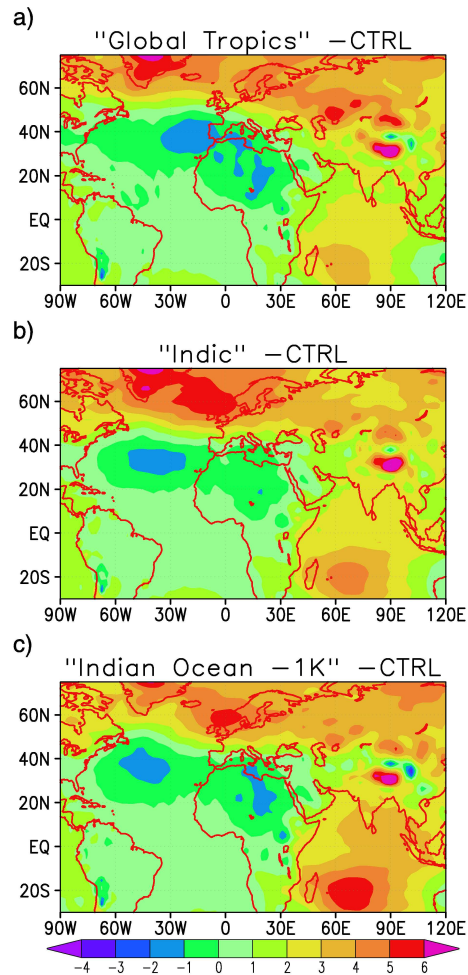 a)
"Global Tropics" -CTRL
60N
40N
20N
EQ
20S
90W 60W 30W 0 30E 60E 90E 120E
b)
"Indic" -CTRL
60N
40N
20N
EQ
20S
90W 60W 30W 0 30E 60E 90E 120E
c)
"Indian Ocean -1K" -CTRL
60N
40N
20N
EQ
20S
90W 60W 30W 0 30E 60E 90E 120E
-4 -3 -2 -1 0 1 2 3 4 5 6